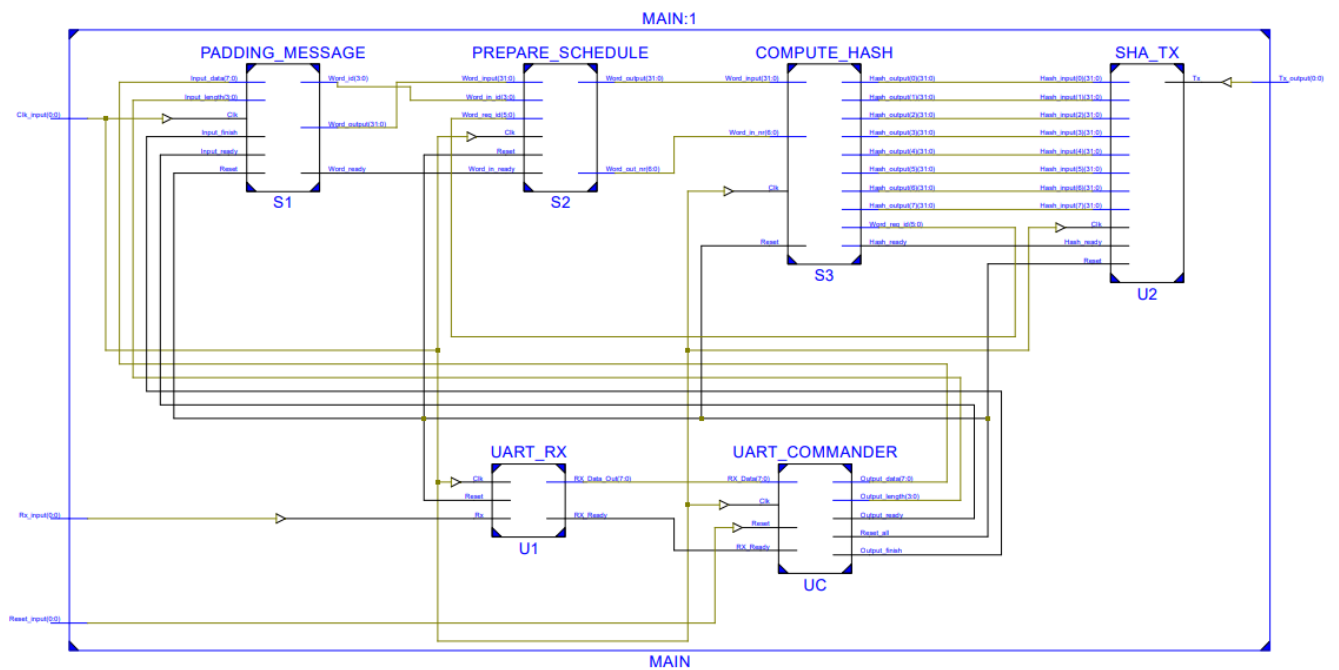 MAIN:1
PADDING_MESSAGE
PREPARE_SCHEDULE
COMPUTE_HASH
SHA_TX
Input_data(7:0)
Word_id(3:0)
Word_input(31:0)
Word_output(31:0)
Word_input(31:0)
Hash_output(0)(31:0)
Hash_input(0)(31:0)
Tx
Tx_output(0:0)
Input_length(3:0)
Word_in_id(3:0)
Hash_output(1)(31:0)
Hash_input(1)(31:0)
Clk_input(0:0)
Clk
Word_req_id(5:0)
Hash_output(2)(31:0)
Hash_input(2)(31:0)
Word_output(31:0)
Input_finish
Clk
Word_in_nr(6:0)
Hash_output(3)(31:0)
Hash_input(3)(31:0)
Input_ready
Reset
Hash_output(4)(31:0)
Hash_input(4)(31:0)
Reset
Word_ready
Word_in_ready
Word_out_nr(6:0)
Hash_output(5)(31:0)
Hash_input(5)(31:0)
Clk
Hash_output(6)(31:0)
Hash_input(6)(31:0)
S1
S2
Hash_output(7)(31:0)
Hash_input(7)(31:0)
Word_req_id(5:0)
Clk
Reset
Hash_ready
Hash_ready
Reset
S3
U2
UART_RX
UART_COMMANDER
Clk
RX_Data_Out(7:0)
RX_Data(7:0)
Output_data(7:0)
Reset
Clk
Output_length(3:0)
Rx_input(0:0)
Rx
RX_Ready
Reset
Output_ready
Reset_all
RX_Ready
Output_finish
U1
UC
Reset_input(0:0)
MAIN